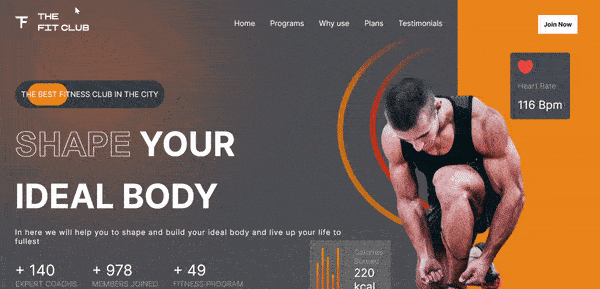 THE
FIT CLUB
Home Programs Why use Plans Testimonials
Join Now
Heart Rate
116 Bpm
THE BEST FITNESS CLUB IN THE CITY
SHAPE YOUR
IDEAL BODY
In here we will help you to shape and build your ideal body and live up your life to
fullest
+ 140
EXPERT COACHS
+ 978
MEMBERS JOINED
+ 49
FITNESS PROGRAM
Calories
Burned
220
kcal